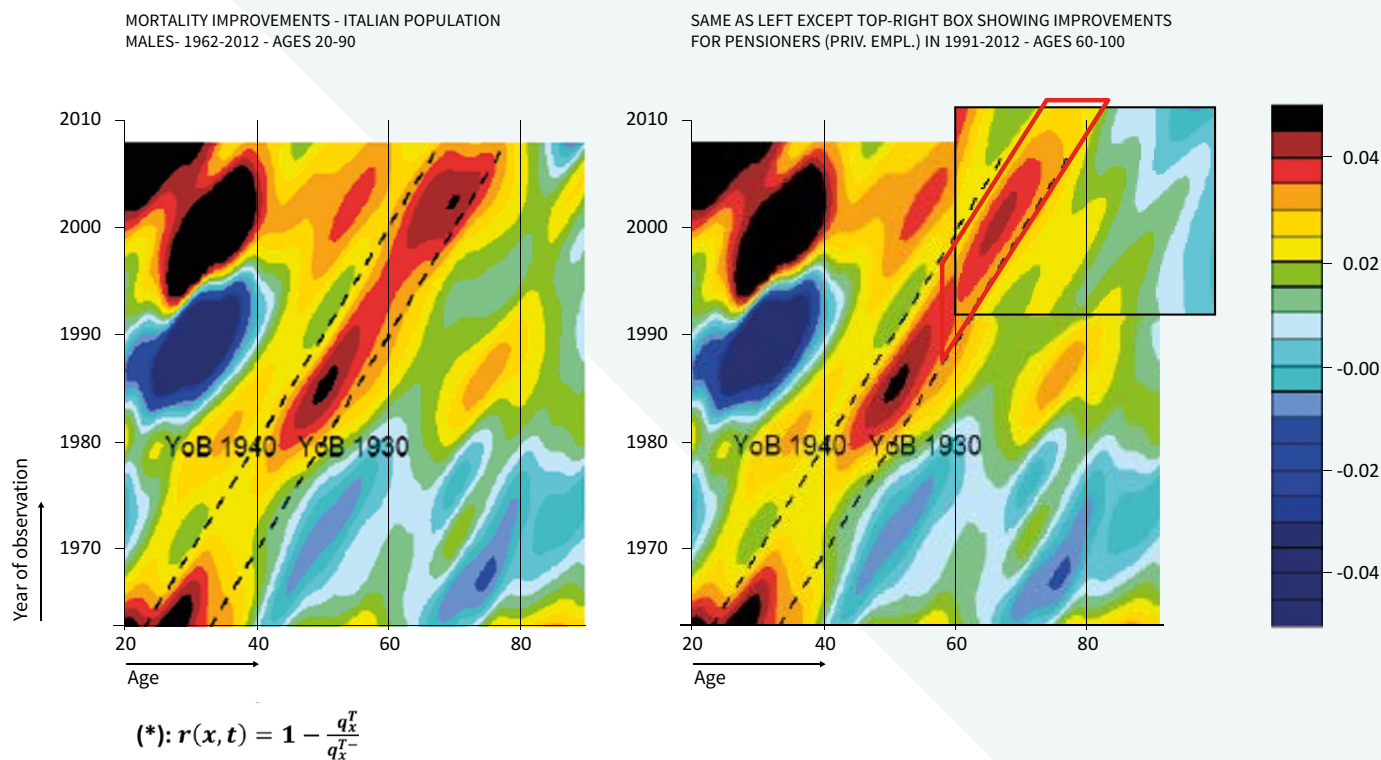 MORTALITY IMPROVEMENTS - ITALIAN POPULATION
MALES- 1962-2012 - AGES 20-90
SAME AS LEFT EXCEPT TOP-RIGHT BOX SHOWING IMPROVEMENTS
FOR PENSIONERS (PRIV. EMPL.) IN 1991-2012 - AGES 60-100
2010
2000
1990
1980
1970
YoB 1940
YoB 1930
20
40
60
80
Age
Year of observation
2010
2000
1990
1980
1970
YoB 1940
YoB 1930
20
40
60
80
Age
0.04
0.02
-0.00
-0.02
-0.04
(*): r(x, t) = 1 − q_x^T / q_x^{T−}